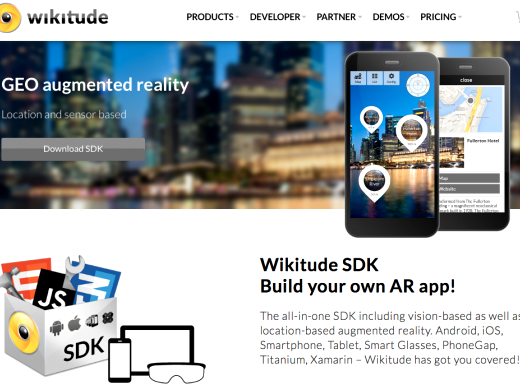 wikitude
PRODUCTS
DEVELOPER
PARTNER
DEMOS
PRICING
GEO augmented reality
Location and sensor based
Download SDK
close
Fullerton Hotel
Map
Website
Wikitude SDK
Build your own AR app!
The all-in-one SDK including vision-based as well as
location-based augmented reality. Android, iOS,
Smartphone, Tablet, Smart Glasses, PhoneGap,
Titanium, Xamarin – Wikitude has got you covered!
JS
SDK